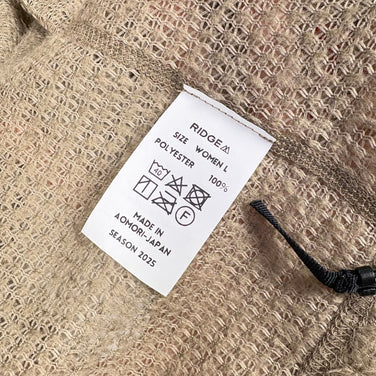 RIDGE
SIZE WOMEN L
POLYESTER 100%
40
F
MADE IN
AOMORI-JAPAN
SEASON 2025